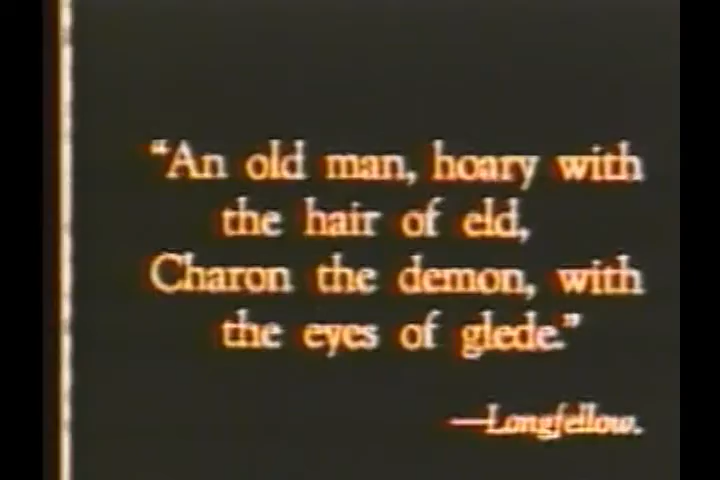 “An old man, hoary with
the hair of eld,
Charon the demon, with
the eyes of glede.”
—Longfellow.